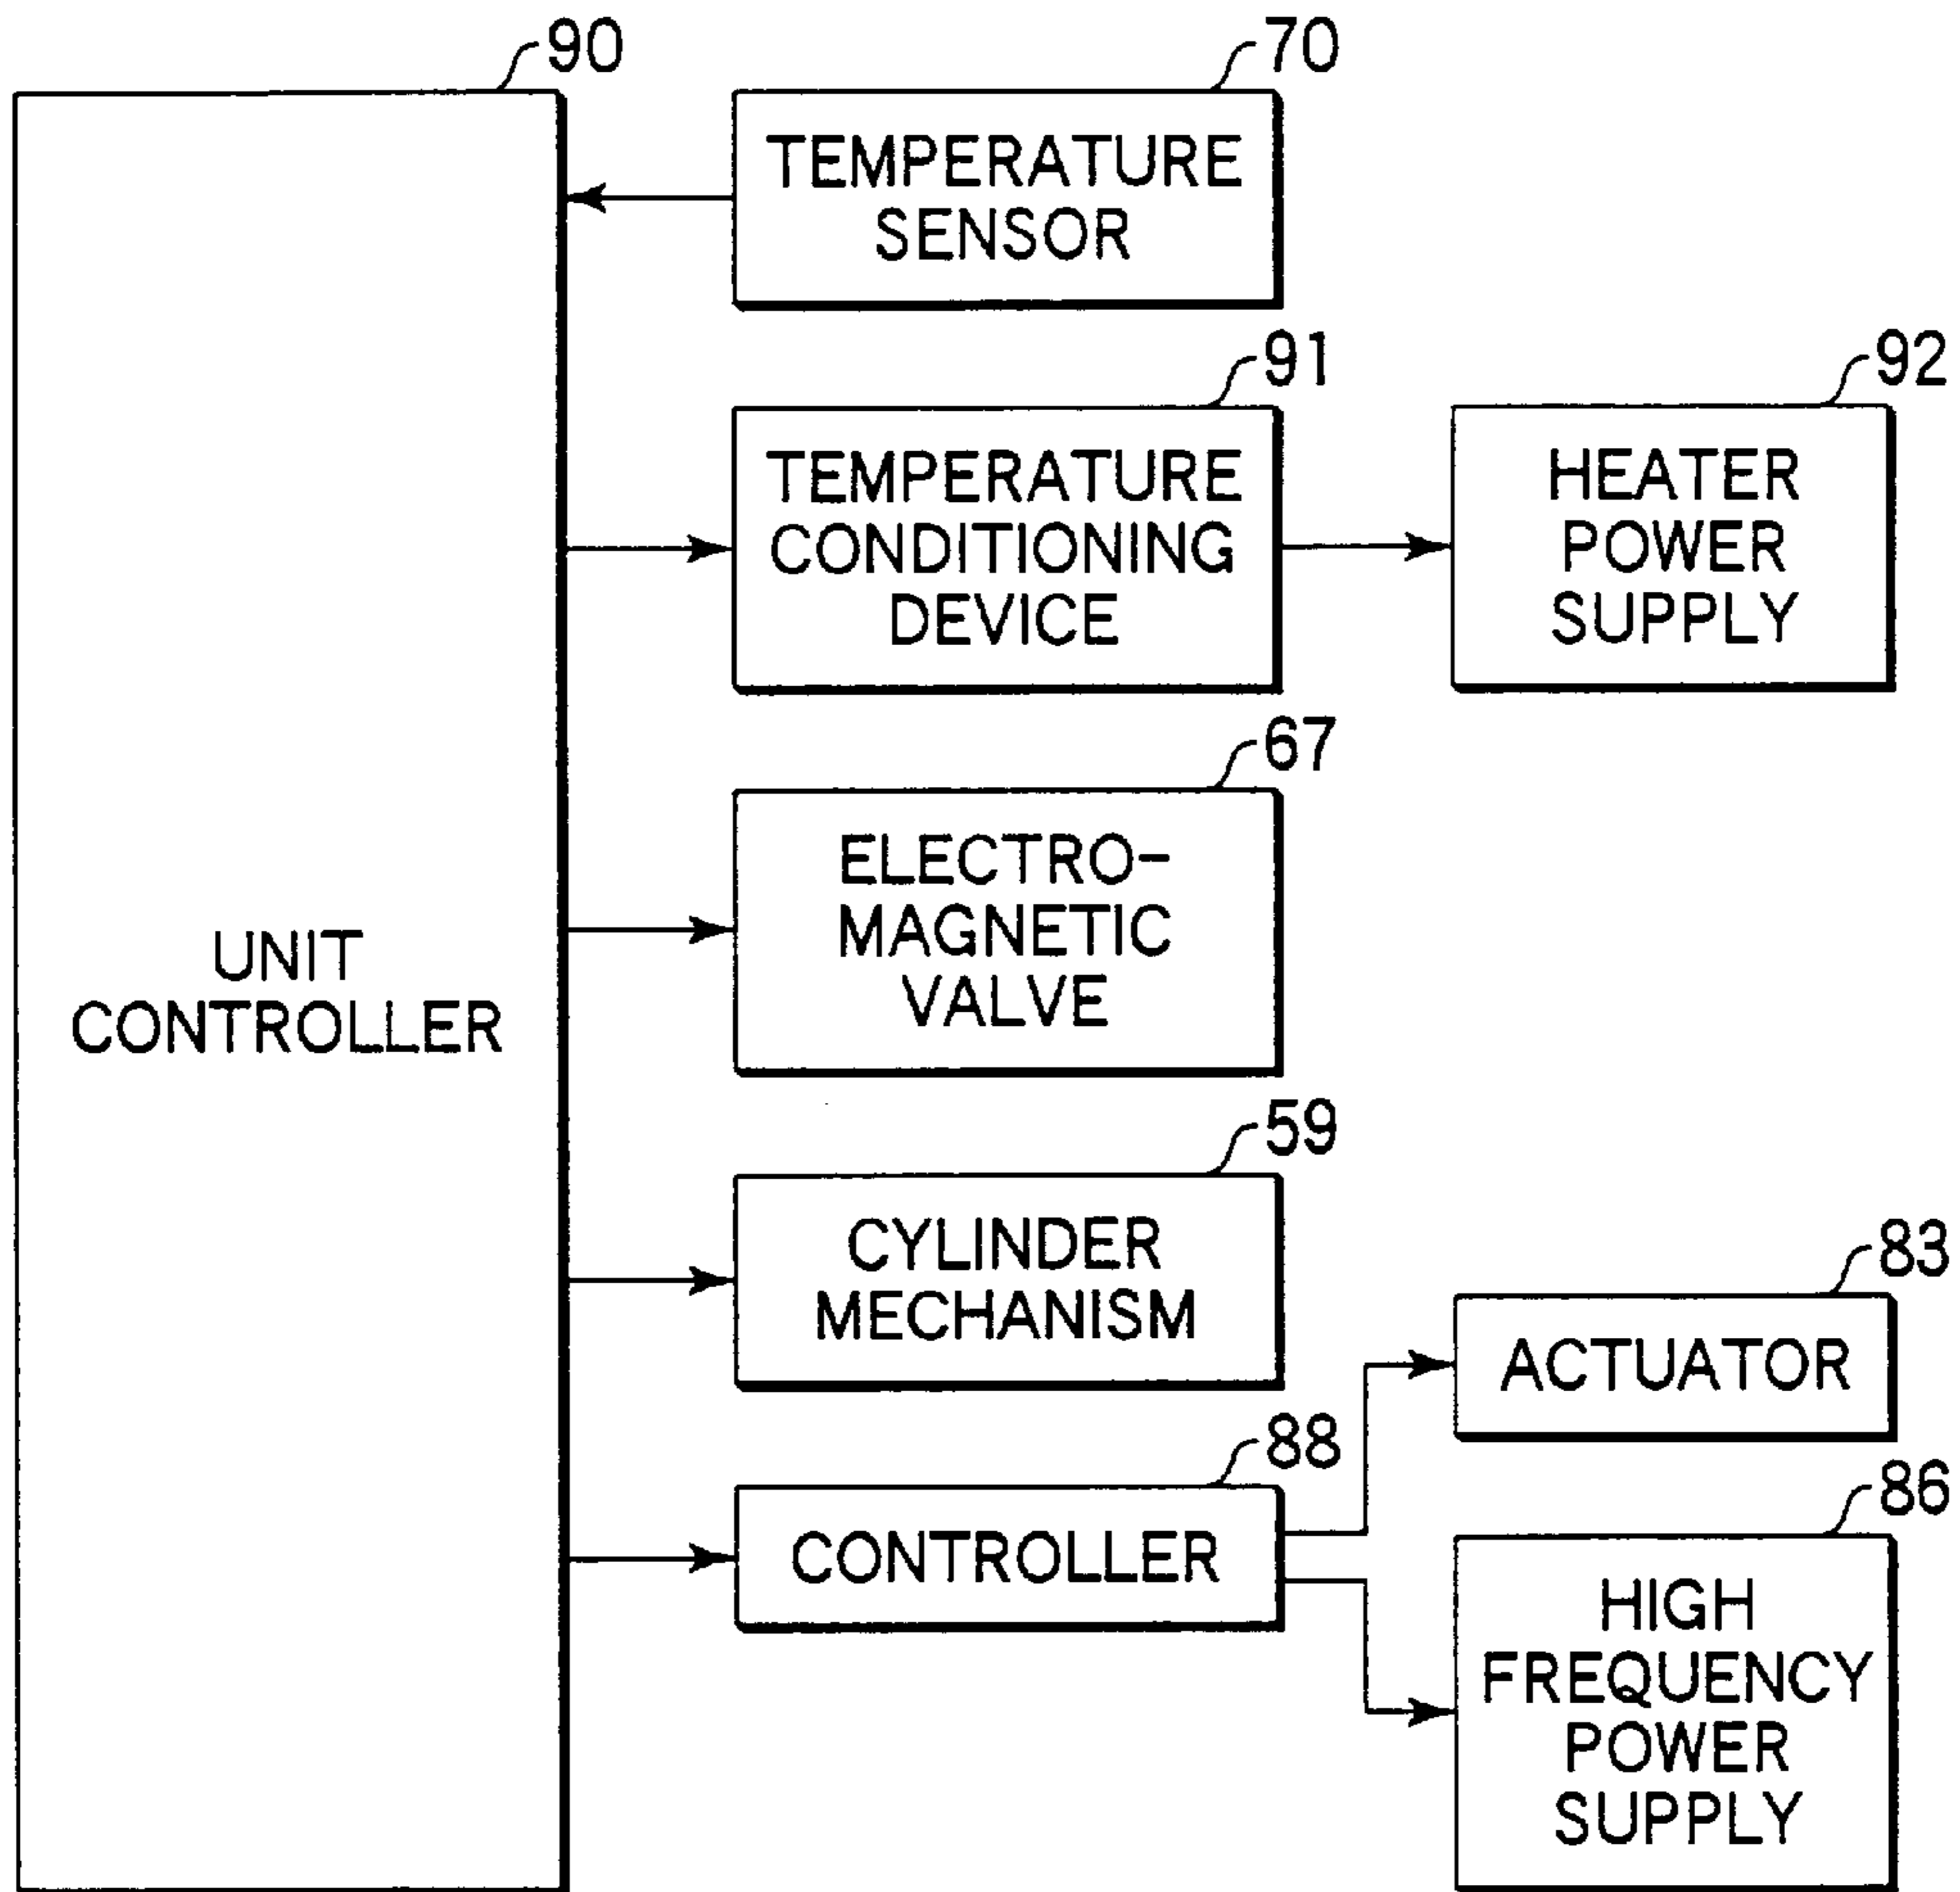 90
UNIT
CONTROLLER
70
TEMPERATURE
SENSOR
91
TEMPERATURE
CONDITIONING
DEVICE
92
HEATER
POWER
SUPPLY
67
ELECTRO-
MAGNETIC
VALVE
59
CYLINDER
MECHANISM
88
CONTROLLER
83
ACTUATOR
86
HIGH
FREQUENCY
POWER
SUPPLY